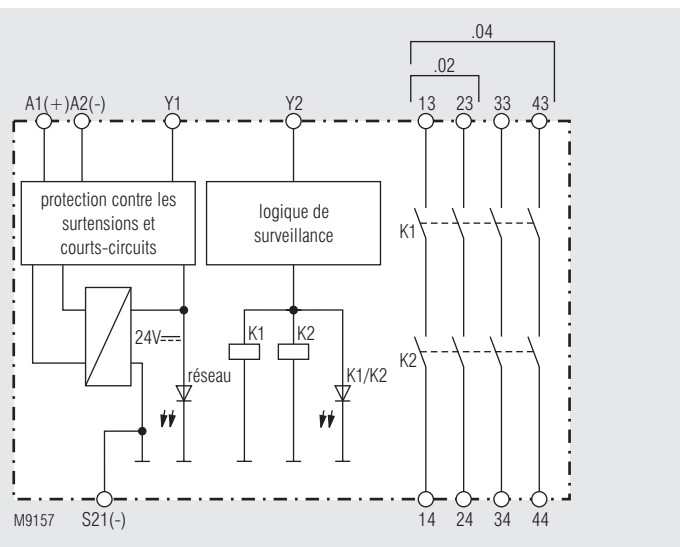 .04
.02
A1(+) A2(-) Y1 Y2 13 23 33 43
protection contre les
surtensions et
courts-circuits
logique de
surveillance
K1
24V
K1 K2
K2
réseau
K1/K2
M9157 S21(-) 14 24 34 44